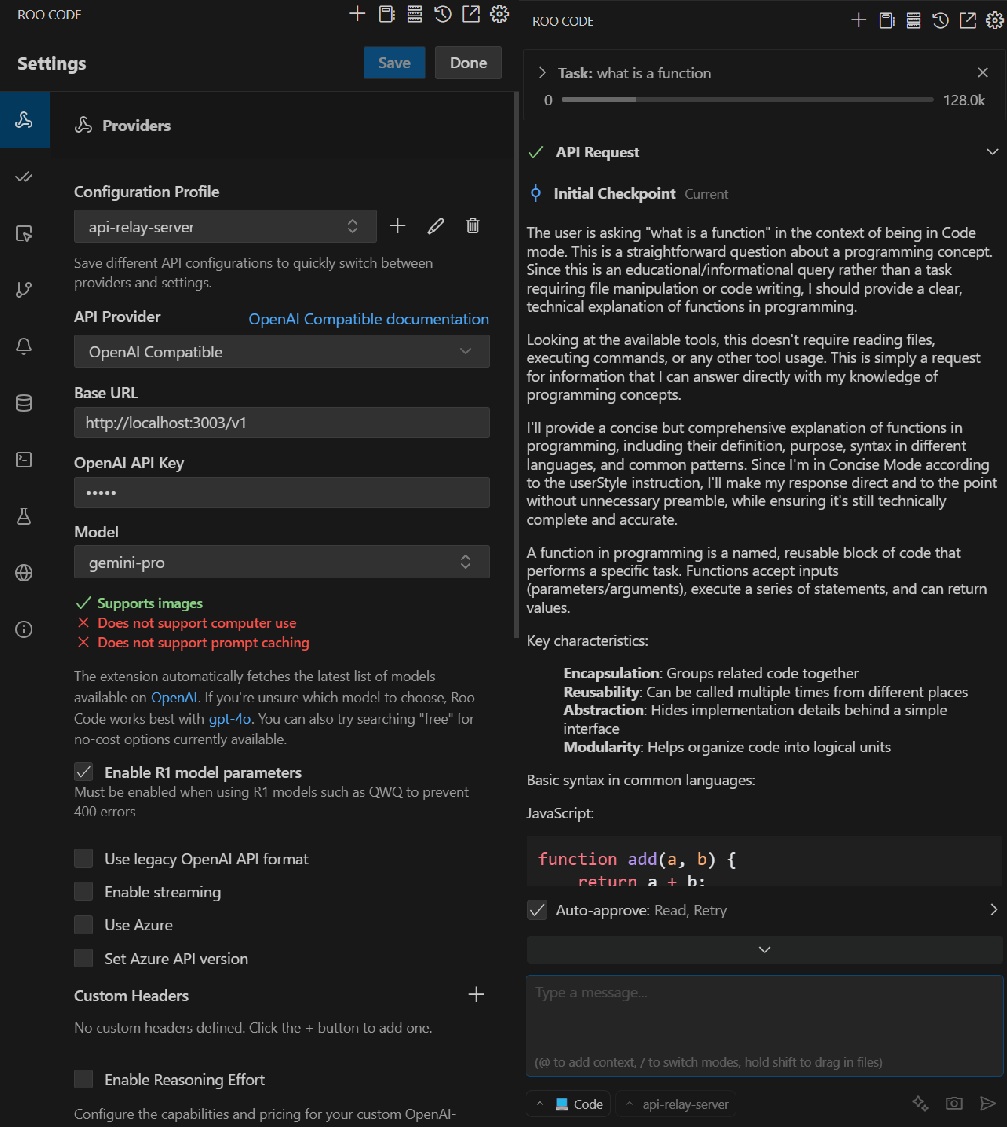 ROO CODE
Settings
Save
Done
Providers
Configuration Profile
api-relay-server
Save different API configurations to quickly switch between
providers and settings.
API Provider
OpenAI Compatible documentation
OpenAI Compatible
Base URL
http://localhost:3003/v1
OpenAI API Key
•••••
Model
gemini-pro
Supports images
Does not support computer use
Does not support prompt caching
The extension automatically fetches the latest list of models
available on OpenAI. If you're unsure which model to choose, Roo
Code works best with gpt-4o. You can also try searching "free" for
no-cost options currently available.
Enable R1 model parameters
Must be enabled when using R1 models such as QWQ to prevent
400 errors
Use legacy OpenAI API format
Enable streaming
Use Azure
Set Azure API version
Custom Headers
No custom headers defined. Click the + button to add one.
Enable Reasoning Effort
Configure the capabilities and pricing for your custom OpenAI-
ROO CODE
Task: what is a function
0
128.0k
API Request
Initial Checkpoint Current
The user is asking "what is a function" in the context of being in Code
mode. This is a straightforward question about a programming concept.
Since this is an educational/informational query rather than a task
requiring file manipulation or code writing, I should provide a clear,
technical explanation of functions in programming.
Looking at the available tools, this doesn't require reading files,
executing commands, or any other tool usage. This is simply a request
for information that I can answer directly with my knowledge of
programming concepts.
I'll provide a concise but comprehensive explanation of functions in
programming, including their definition, purpose, syntax in different
languages, and common patterns. Since I'm in Concise Mode according
to the userStyle instruction, I'll make my response direct and to the point
without unnecessary preamble, while ensuring it's still technically
complete and accurate.
A function in programming is a named, reusable block of code that
performs a specific task. Functions accept inputs
(parameters/arguments), execute a series of statements, and can return
values.
Key characteristics:
Encapsulation: Groups related code together
Reusability: Can be called multiple times from different places
Abstraction: Hides implementation details behind a simple
interface
Modularity: Helps organize code into logical units
Basic syntax in common languages:
JavaScript:
function add(a, b) {
return a + b;
Auto-approve: Read, Retry
Type a message...
(@ to add context, / to switch modes, hold shift to drag in files)
Code
api-relay-server